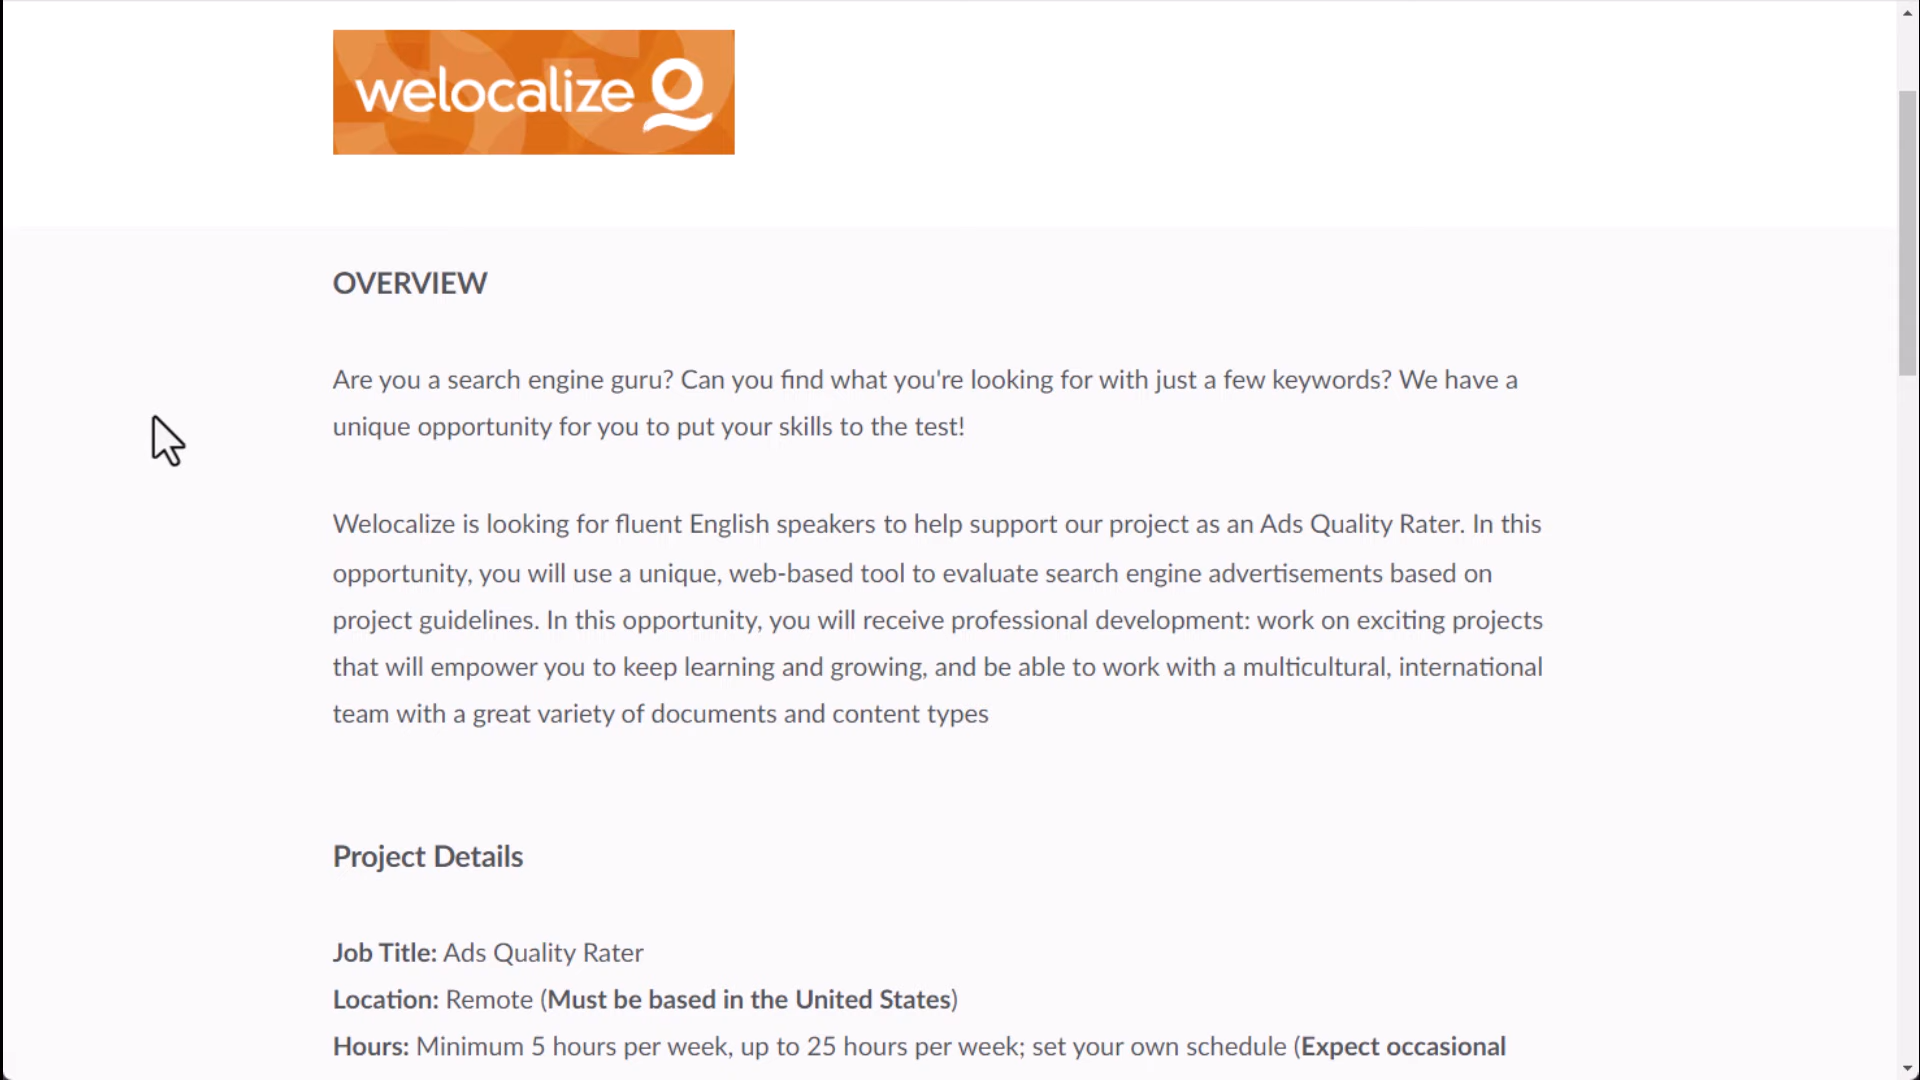 welocalize
OVERVIEW
Are you a search engine guru? Can you find what you're looking for with just a few keywords? We have a
unique opportunity for you to put your skills to the test!
Welocalize is looking for fluent English speakers to help support our project as an Ads Quality Rater. In this
opportunity, you will use a unique, web-based tool to evaluate search engine advertisements based on
project guidelines. In this opportunity, you will receive professional development: work on exciting projects
that will empower you to keep learning and growing, and be able to work with a multicultural, international
team with a great variety of documents and content types
Project Details
Job Title: Ads Quality Rater
Location: Remote (Must be based in the United States)
Hours: Minimum 5 hours per week, up to 25 hours per week; set your own schedule (Expect occasional